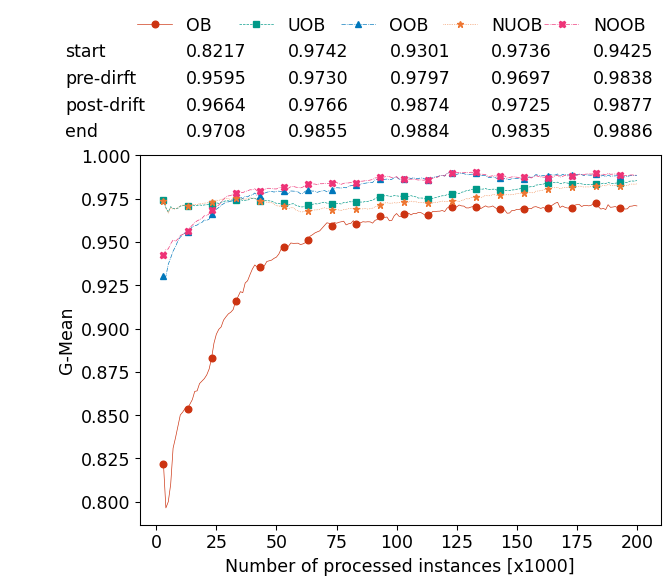 OB UOB OOB NUOB NOOB
start 0.8217 0.9742 0.9301 0.9736 0.9425
pre-dirft 0.9595 0.9730 0.9797 0.9697 0.9838
post-drift 0.9664 0.9766 0.9874 0.9725 0.9877
end 0.9708 0.9855 0.9884 0.9835 0.9886
1.000
0.975
0.950
0.925
0.900
0.875
0.850
0.825
0.800
G-Mean
0 25 50 75 100 125 150 175 200
Number of processed instances [x1000]